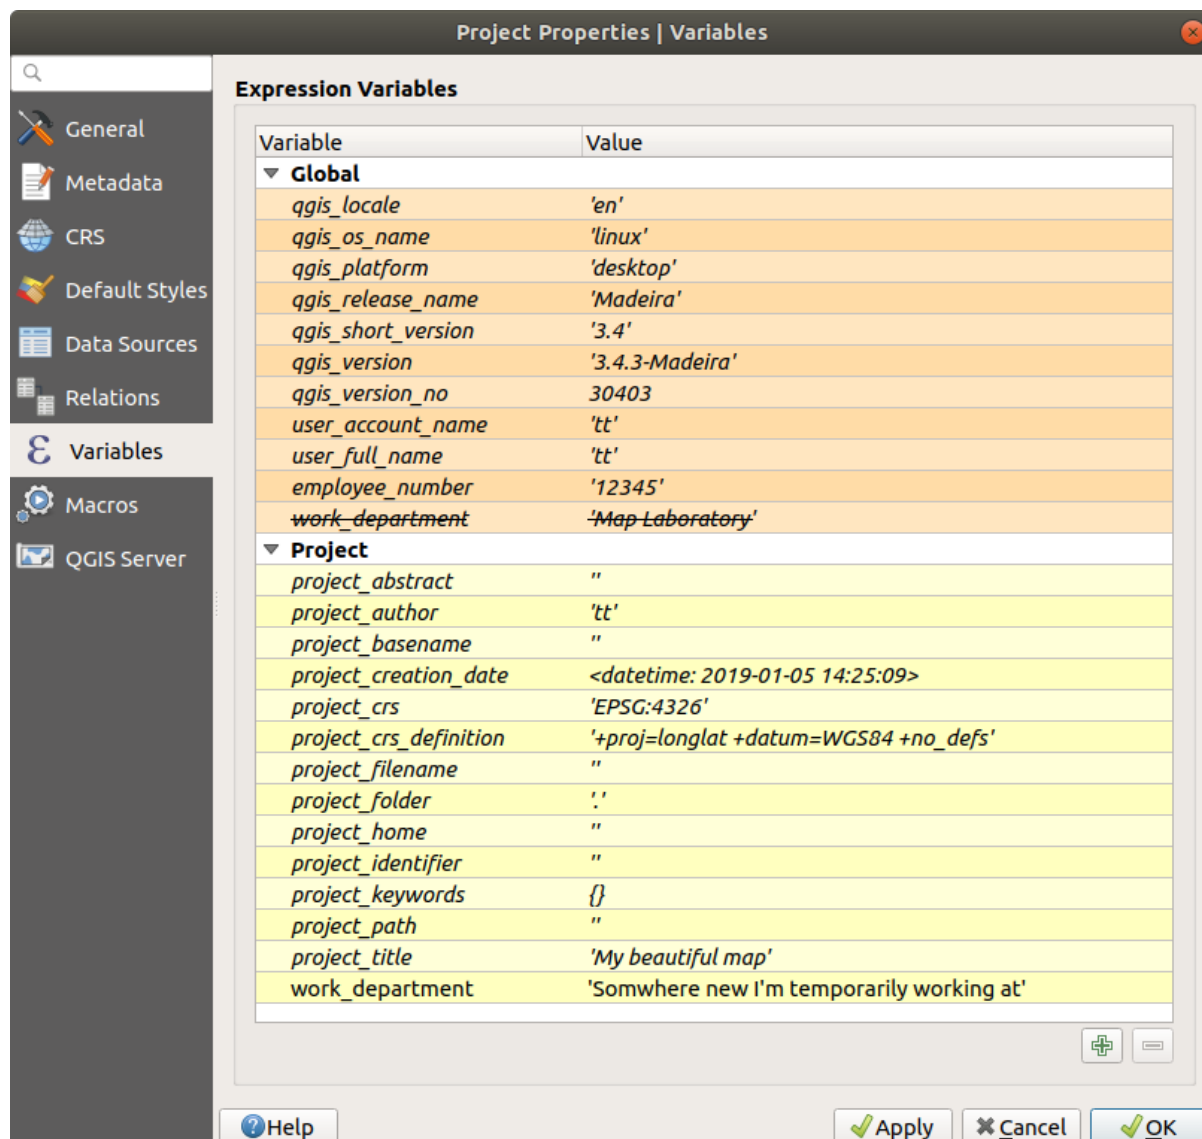 Project Properties | Variables
General
Metadata
CRS
Default Styles
Data Sources
Relations
Variables
Macros
QGIS Server
Expression Variables
Variable Value
Global
qgis_locale 'en'
qgis_os_name 'linux'
qgis_platform 'desktop'
qgis_release_name 'Madeira'
qgis_short_version '3.4'
qgis_version '3.4.3-Madeira'
qgis_version_no 30403
user_account_name 'tt'
user_full_name 'tt'
employee_number '12345'
work_department 'Map Laboratory'
Project
project_abstract ''
project_author 'tt'
project_basename ''
project_creation_date <datetime: 2019-01-05 14:25:09>
project_crs 'EPSG:4326'
project_crs_definition '+proj=longlat +datum=WGS84 +no_defs'
project_filename ''
project_folder '.'
project_home ''
project_identifier ''
project_keywords {}
project_path ''
project_title 'My beautiful map'
work_department 'Somwhere new I'm temporarily working at'
Help Apply Cancel OK